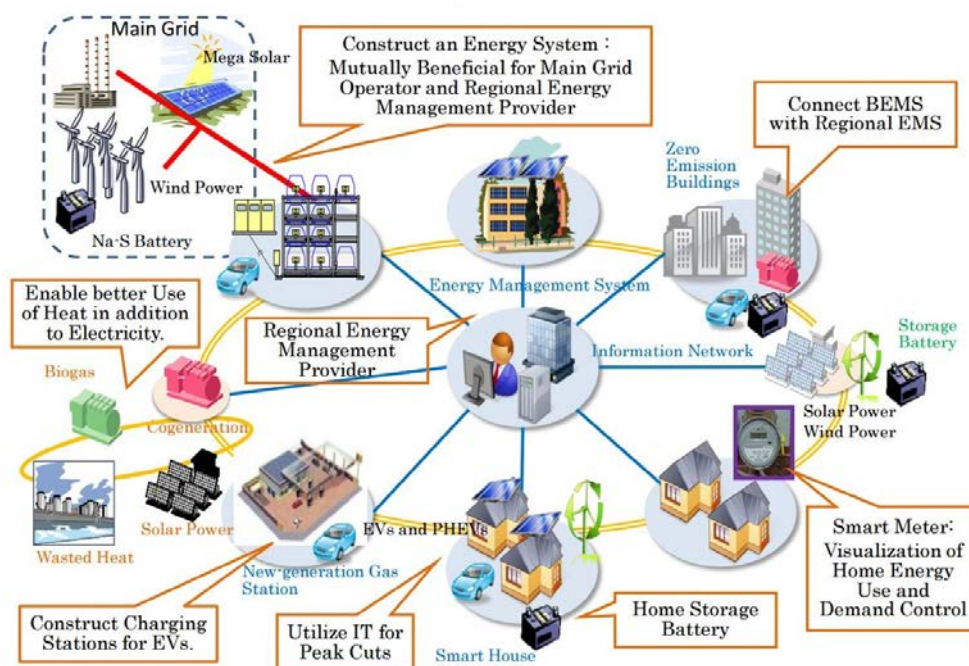 Main Grid
Mega Solar
Wind Power
Na-S Battery
Construct an Energy System :
Mutually Beneficial for Main Grid
Operator and Regional Energy
Management Provider
Connect BEMS
with Regional EMS
Zero
Emission
Buildings
Energy Management System
Enable better Use
of Heat in addition
to Electricity.
Regional Energy
Management
Provider
Information Network
Storage
Battery
Biogas
Cogeneration
Solar Power
Wind Power
Wasted Heat
Solar Power
EVs and PHEVs
New-generation Gas
Station
Smart Meter:
Visualization of
Home Energy
Use and
Demand Control
Construct Charging
Stations for EVs.
Utilize IT for
Peak Cuts
Home Storage
Battery
Smart House